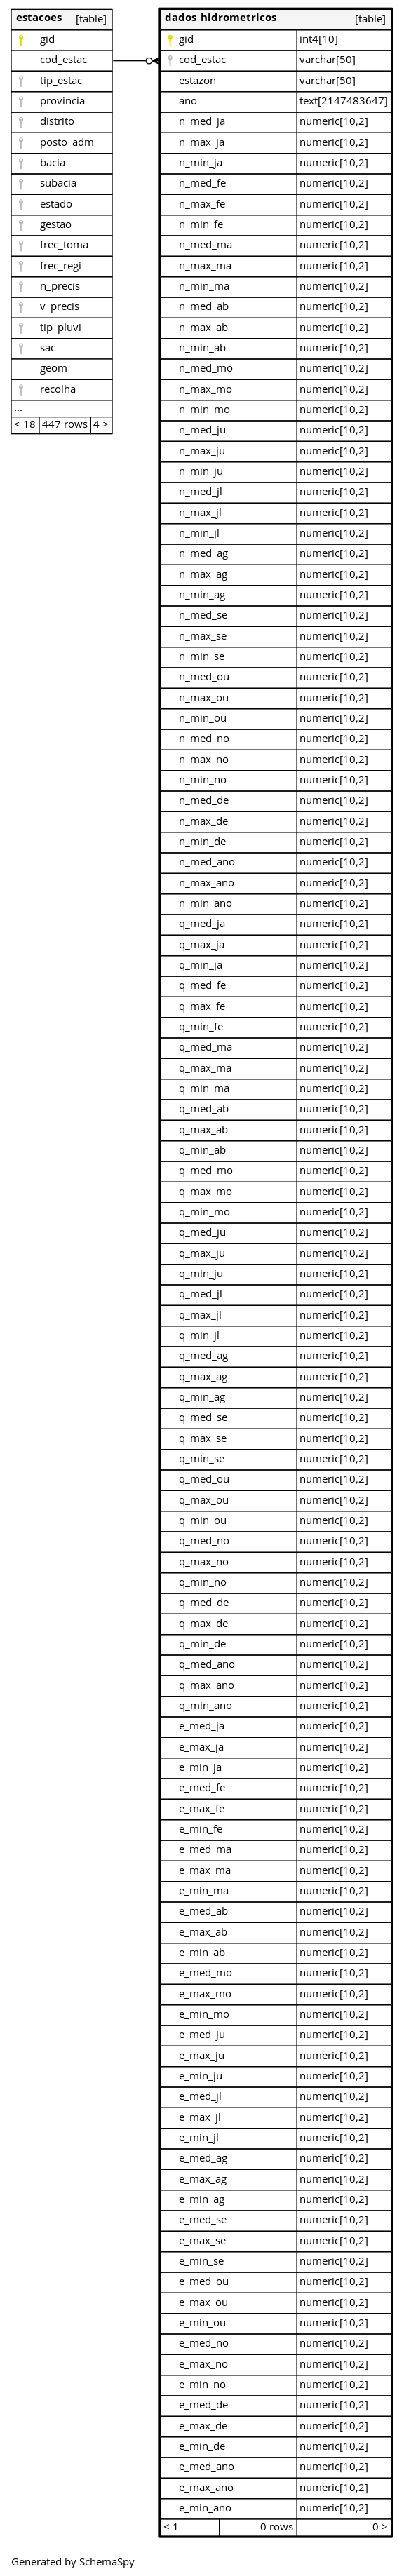 estacoes [table]
gid
cod_estac
tip_estac
provincia
distrito
posto_adm
bacia
subacia
estado
gestao
frec_toma
frec_regi
n_precis
v_precis
tip_pluvi
sac
geom
recolha
...
< 18 447 rows 4 >
dados_hidrometricos [table]
gid int4[10]
cod_estac varchar[50]
estazon varchar[50]
ano text[2147483647]
n_med_ja numeric[10,2]
n_max_ja numeric[10,2]
n_min_ja numeric[10,2]
n_med_fe numeric[10,2]
n_max_fe numeric[10,2]
n_min_fe numeric[10,2]
n_med_ma numeric[10,2]
n_max_ma numeric[10,2]
n_min_ma numeric[10,2]
n_med_ab numeric[10,2]
n_max_ab numeric[10,2]
n_min_ab numeric[10,2]
n_med_mo numeric[10,2]
n_max_mo numeric[10,2]
n_min_mo numeric[10,2]
n_med_ju numeric[10,2]
n_max_ju numeric[10,2]
n_min_ju numeric[10,2]
n_med_jl numeric[10,2]
n_max_jl numeric[10,2]
n_min_jl numeric[10,2]
n_med_ag numeric[10,2]
n_max_ag numeric[10,2]
n_min_ag numeric[10,2]
n_med_se numeric[10,2]
n_max_se numeric[10,2]
n_min_se numeric[10,2]
n_med_ou numeric[10,2]
n_max_ou numeric[10,2]
n_min_ou numeric[10,2]
n_med_no numeric[10,2]
n_max_no numeric[10,2]
n_min_no numeric[10,2]
n_med_de numeric[10,2]
n_max_de numeric[10,2]
n_min_de numeric[10,2]
n_med_ano numeric[10,2]
n_max_ano numeric[10,2]
n_min_ano numeric[10,2]
q_med_ja numeric[10,2]
q_max_ja numeric[10,2]
q_min_ja numeric[10,2]
q_med_fe numeric[10,2]
q_max_fe numeric[10,2]
q_min_fe numeric[10,2]
q_med_ma numeric[10,2]
q_max_ma numeric[10,2]
q_min_ma numeric[10,2]
q_med_ab numeric[10,2]
q_max_ab numeric[10,2]
q_min_ab numeric[10,2]
q_med_mo numeric[10,2]
q_max_mo numeric[10,2]
q_min_mo numeric[10,2]
q_med_ju numeric[10,2]
q_max_ju numeric[10,2]
q_min_ju numeric[10,2]
q_med_jl numeric[10,2]
q_max_jl numeric[10,2]
q_min_jl numeric[10,2]
q_med_ag numeric[10,2]
q_max_ag numeric[10,2]
q_min_ag numeric[10,2]
q_med_se numeric[10,2]
q_max_se numeric[10,2]
q_min_se numeric[10,2]
q_med_ou numeric[10,2]
q_max_ou numeric[10,2]
q_min_ou numeric[10,2]
q_med_no numeric[10,2]
q_max_no numeric[10,2]
q_min_no numeric[10,2]
q_med_de numeric[10,2]
q_max_de numeric[10,2]
q_min_de numeric[10,2]
q_med_ano numeric[10,2]
q_max_ano numeric[10,2]
q_min_ano numeric[10,2]
e_med_ja numeric[10,2]
e_max_ja numeric[10,2]
e_min_ja numeric[10,2]
e_med_fe numeric[10,2]
e_max_fe numeric[10,2]
e_min_fe numeric[10,2]
e_med_ma numeric[10,2]
e_max_ma numeric[10,2]
e_min_ma numeric[10,2]
e_med_ab numeric[10,2]
e_max_ab numeric[10,2]
e_min_ab numeric[10,2]
e_med_mo numeric[10,2]
e_max_mo numeric[10,2]
e_min_mo numeric[10,2]
e_med_ju numeric[10,2]
e_max_ju numeric[10,2]
e_min_ju numeric[10,2]
e_med_jl numeric[10,2]
e_max_jl numeric[10,2]
e_min_jl numeric[10,2]
e_med_ag numeric[10,2]
e_max_ag numeric[10,2]
e_min_ag numeric[10,2]
e_med_se numeric[10,2]
e_max_se numeric[10,2]
e_min_se numeric[10,2]
e_med_ou numeric[10,2]
e_max_ou numeric[10,2]
e_min_ou numeric[10,2]
e_med_no numeric[10,2]
e_max_no numeric[10,2]
e_min_no numeric[10,2]
e_med_de numeric[10,2]
e_max_de numeric[10,2]
e_min_de numeric[10,2]
e_med_ano numeric[10,2]
e_max_ano numeric[10,2]
e_min_ano numeric[10,2]
< 1 0 rows 0 >
Generated by SchemaSpy